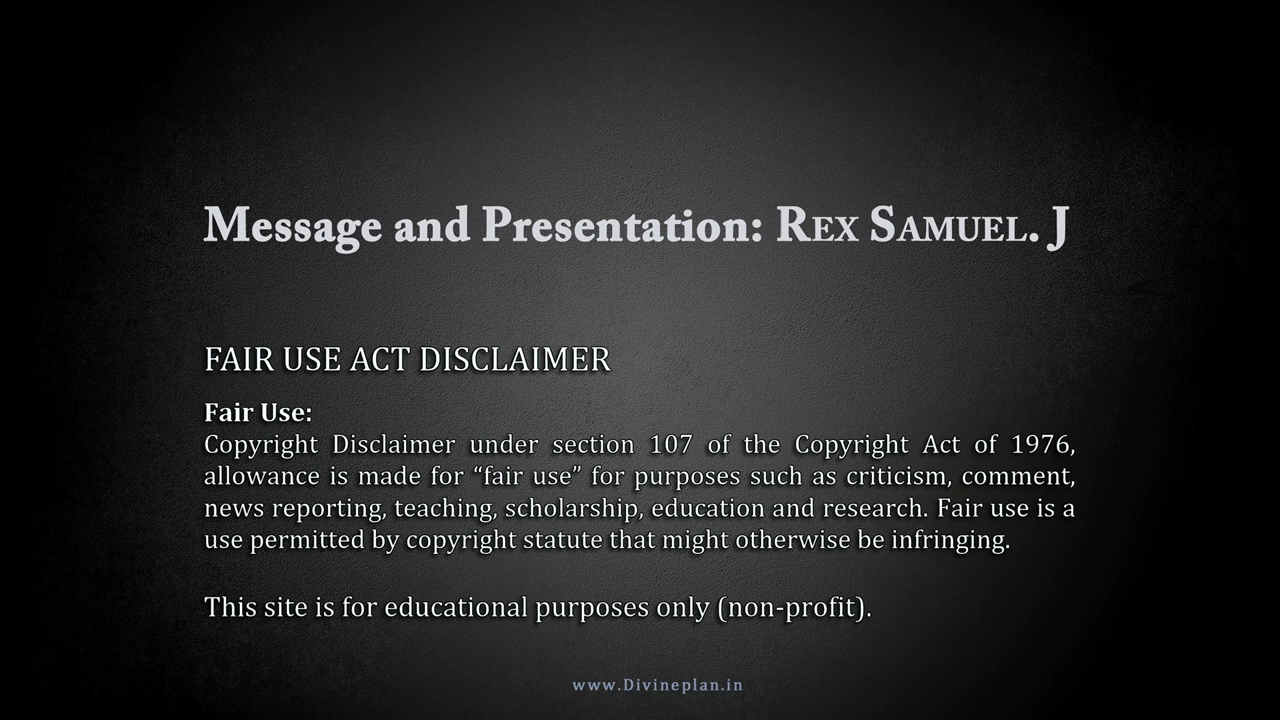 Message and Presentation: REX SAMUEL. J
FAIR USE ACT DISCLAIMER
Fair Use:
Copyright Disclaimer under section 107 of the Copyright Act of 1976,
allowance is made for “fair use” for purposes such as criticism, comment,
news reporting, teaching, scholarship, education and research. Fair use is a
use permitted by copyright statute that might otherwise be infringing.
This site is for educational purposes only (non-profit).
www.Divineplan.in